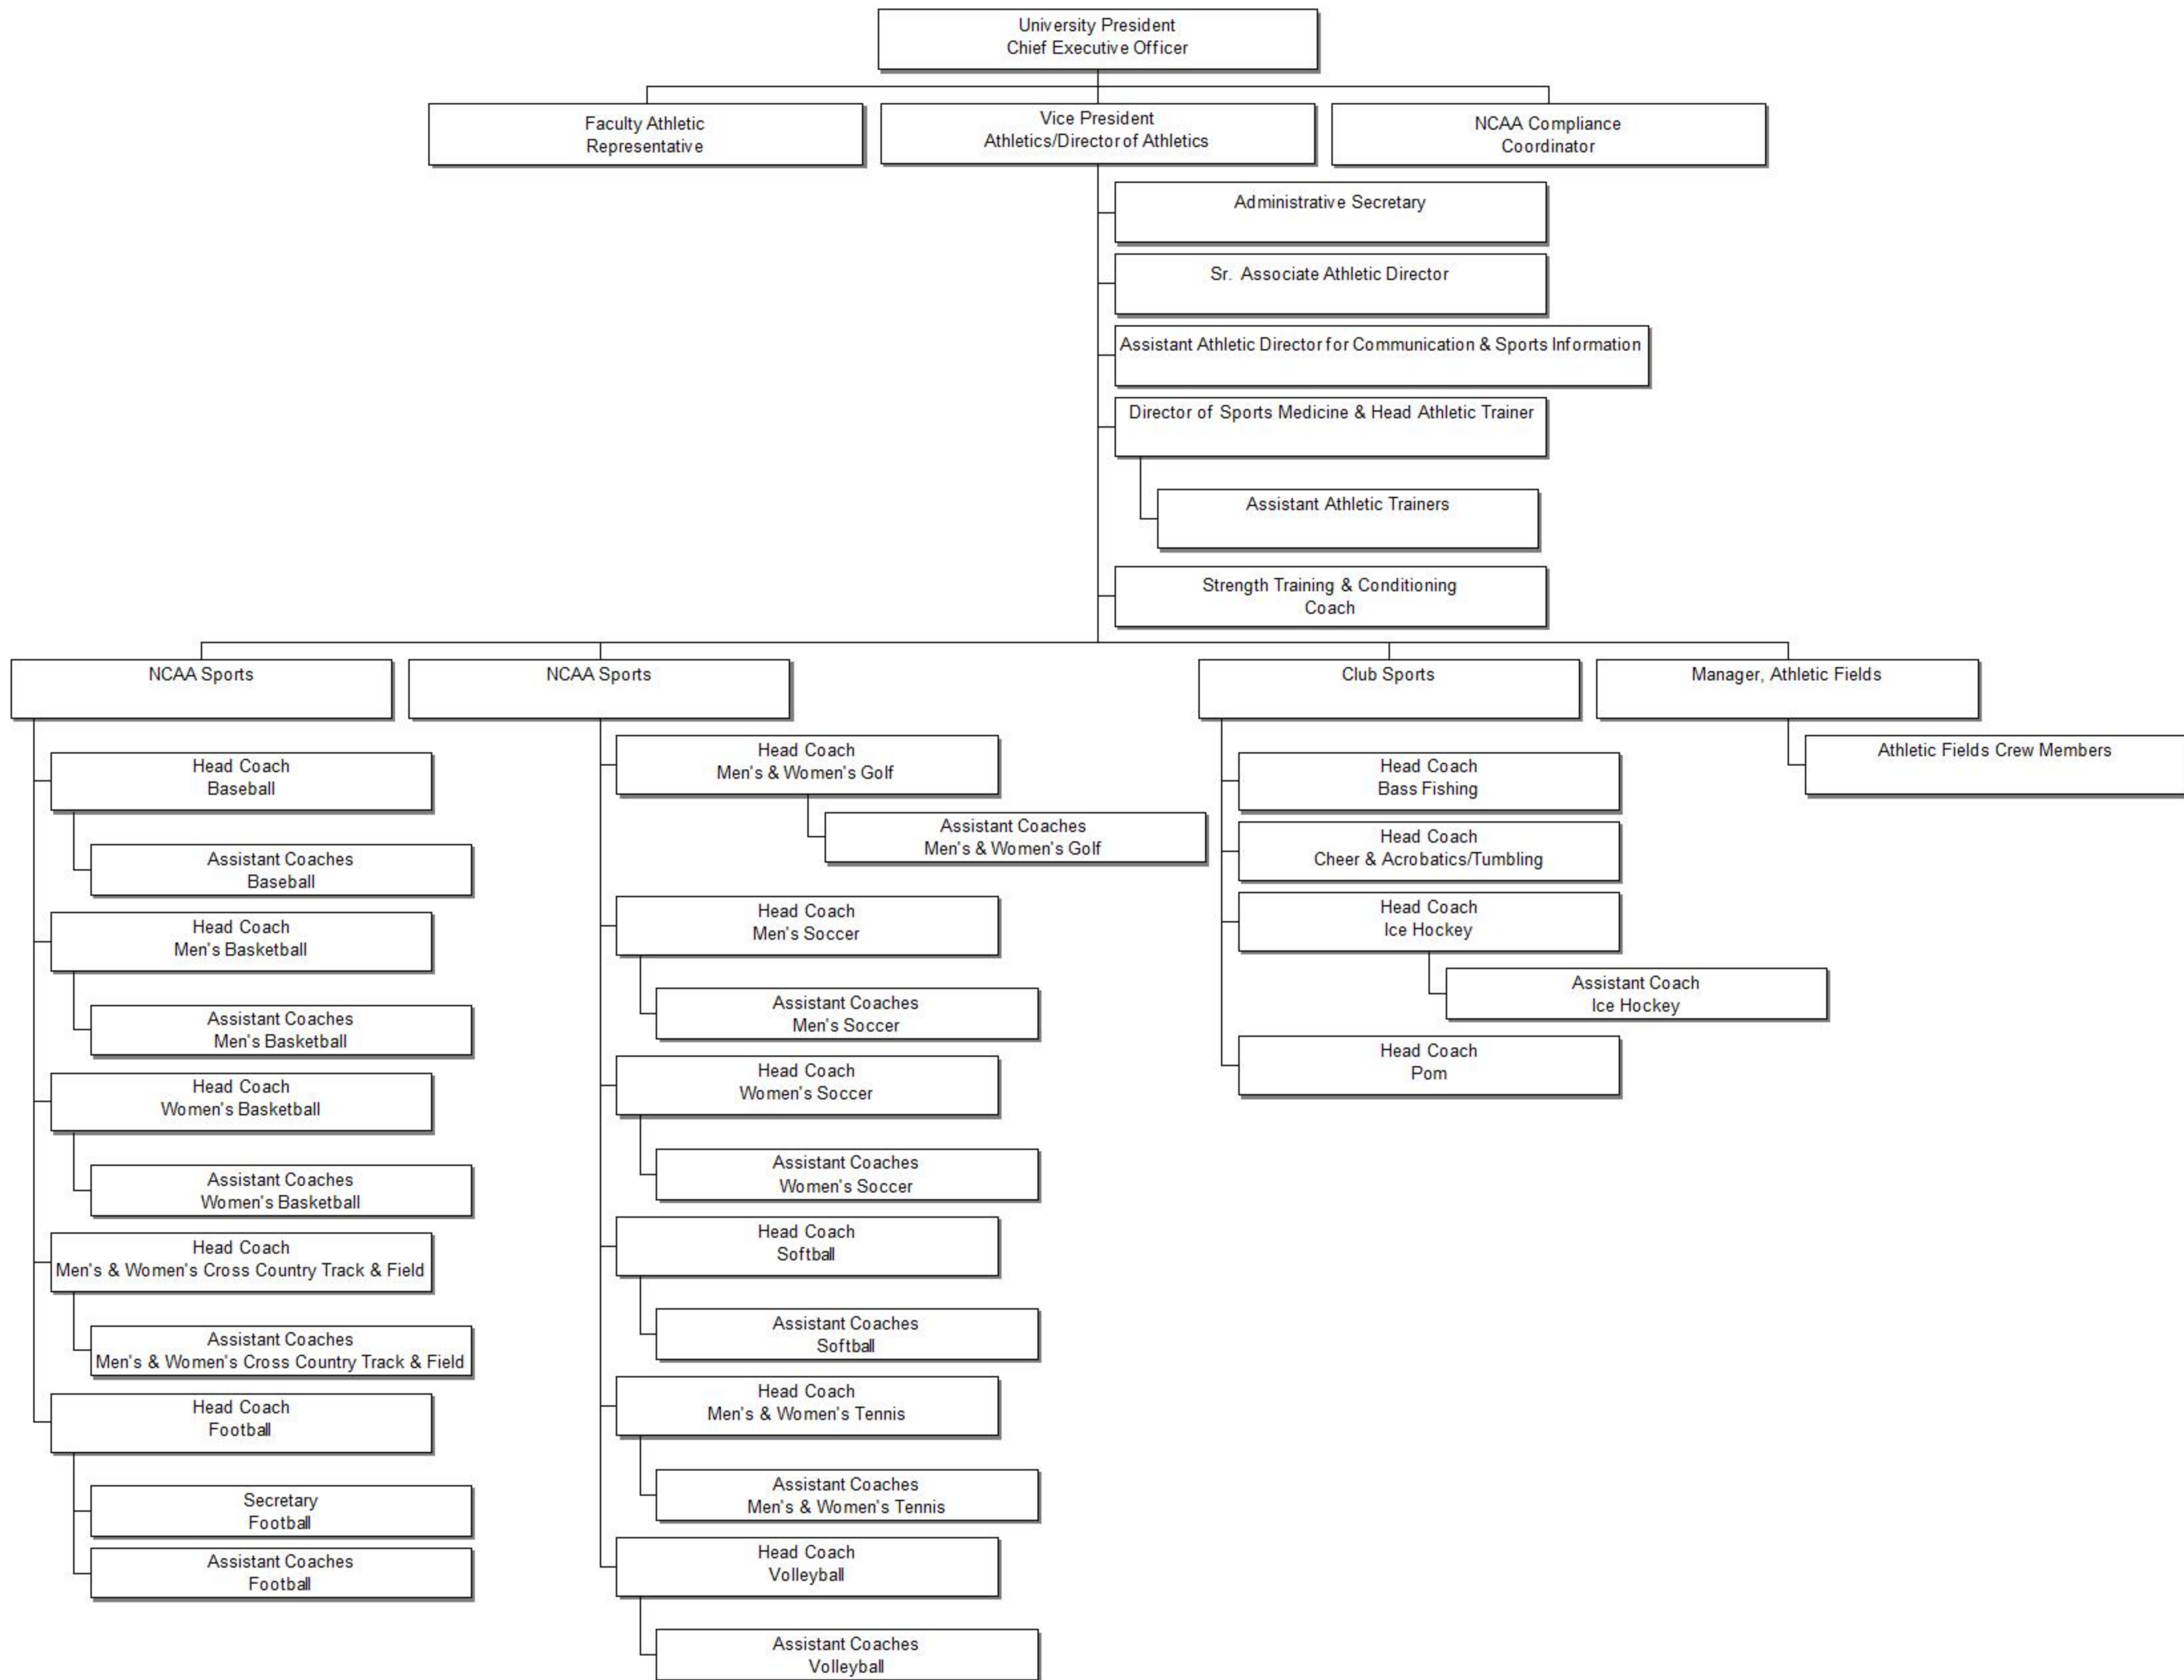 University President
Chief Executive Officer
Faculty Athletic
Representative
Vice President
Athletics/Director of Athletics
NCAA Compliance
Coordinator
Administrative Secretary
Sr. Associate Athletic Director
Assistant Athletic Director for Communication & Sports Information
Director of Sports Medicine & Head Athletic Trainer
Assistant Athletic Trainers
Strength Training & Conditioning
Coach
NCAA Sports
Head Coach
Baseball
Assistant Coaches
Baseball
Head Coach
Men's Basketball
Assistant Coaches
Men's Basketball
Head Coach
Women's Basketball
Assistant Coaches
Women's Basketball
Head Coach
Men's & Women's Cross Country Track & Field
Assistant Coaches
Men's & Women's Cross Country Track & Field
Head Coach
Football
Secretary
Football
Assistant Coaches
Football
NCAA Sports
Head Coach
Men's & Women's Golf
Assistant Coaches
Men's & Women's Golf
Head Coach
Men's Soccer
Assistant Coaches
Men's Soccer
Head Coach
Women's Soccer
Assistant Coaches
Women's Soccer
Head Coach
Softball
Assistant Coaches
Softball
Head Coach
Men's & Women's Tennis
Assistant Coaches
Men's & Women's Tennis
Head Coach
Volleyball
Assistant Coaches
Volleyball
Club Sports
Head Coach
Bass Fishing
Head Coach
Cheer & Acrobatics/Tumbling
Head Coach
Ice Hockey
Assistant Coach
Ice Hockey
Head Coach
Pom
Manager, Athletic Fields
Athletic Fields Crew Members